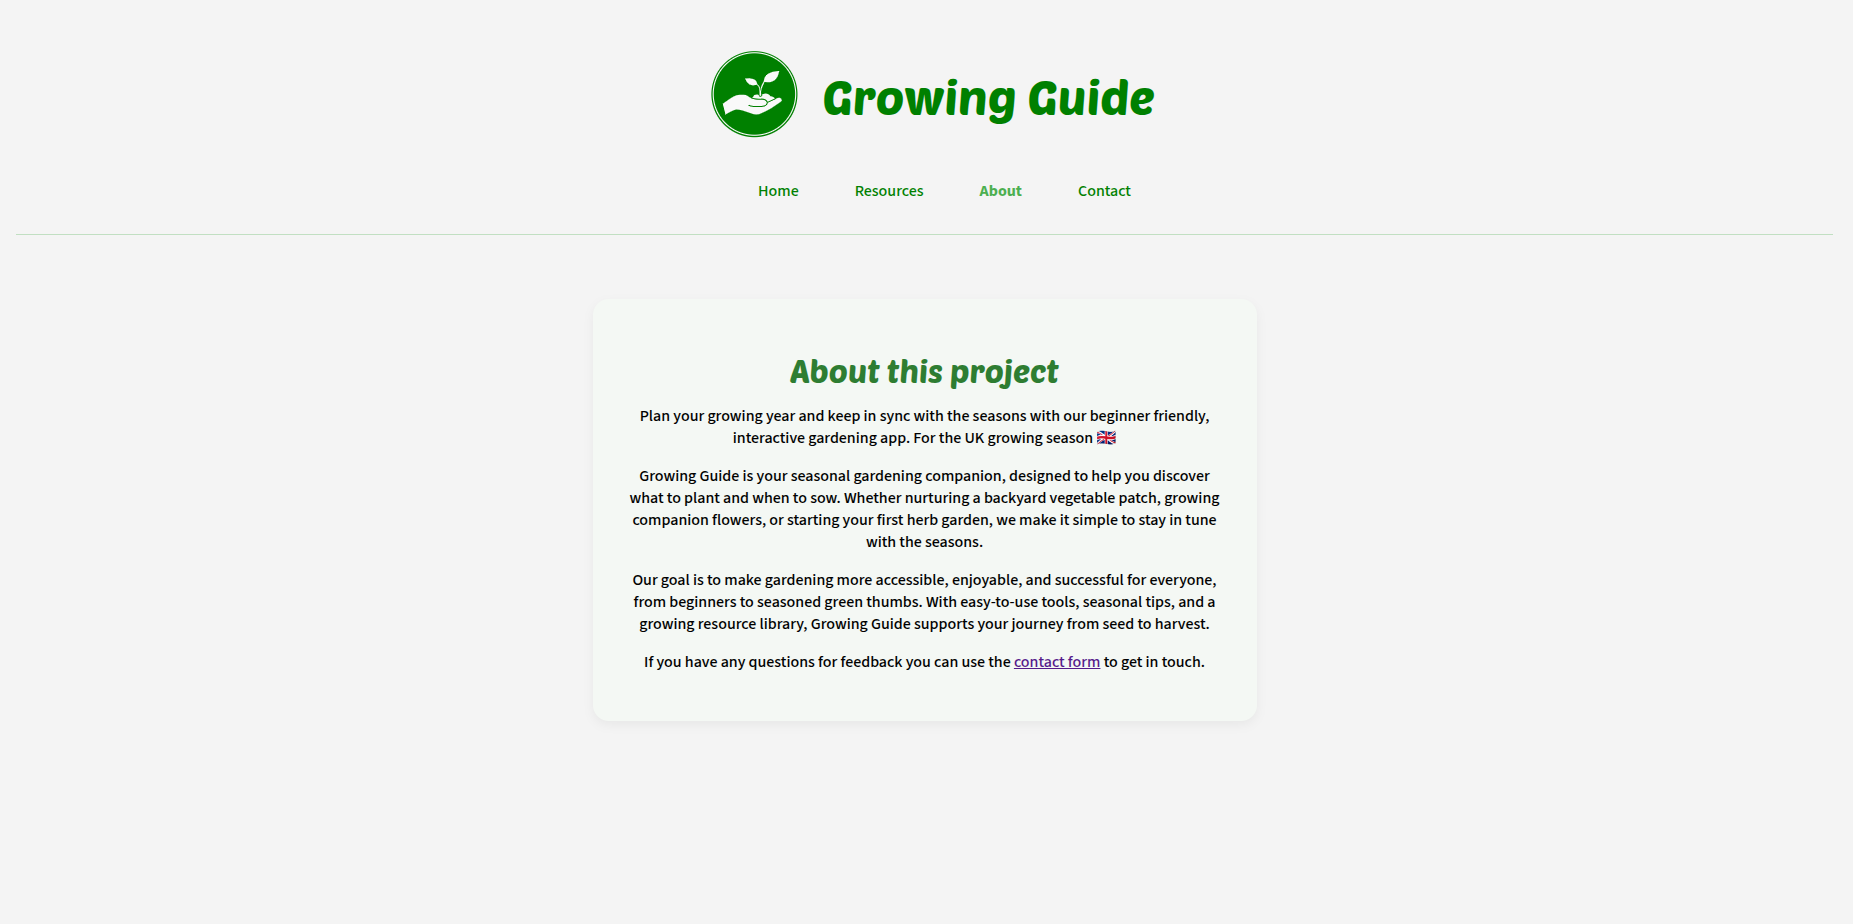 Growing Guide
Home Resources About Contact
About this project
Plan your growing year and keep in sync with the seasons with our beginner friendly,
interactive gardening app. For the UK growing season 🇬🇧
Growing Guide is your seasonal gardening companion, designed to help you discover
what to plant and when to sow. Whether nurturing a backyard vegetable patch, growing
companion flowers, or starting your first herb garden, we make it simple to stay in tune
with the seasons.
Our goal is to make gardening more accessible, enjoyable, and successful for everyone,
from beginners to seasoned green thumbs. With easy-to-use tools, seasonal tips, and a
growing resource library, Growing Guide supports your journey from seed to harvest.
If you have any questions for feedback you can use the contact form to get in touch.